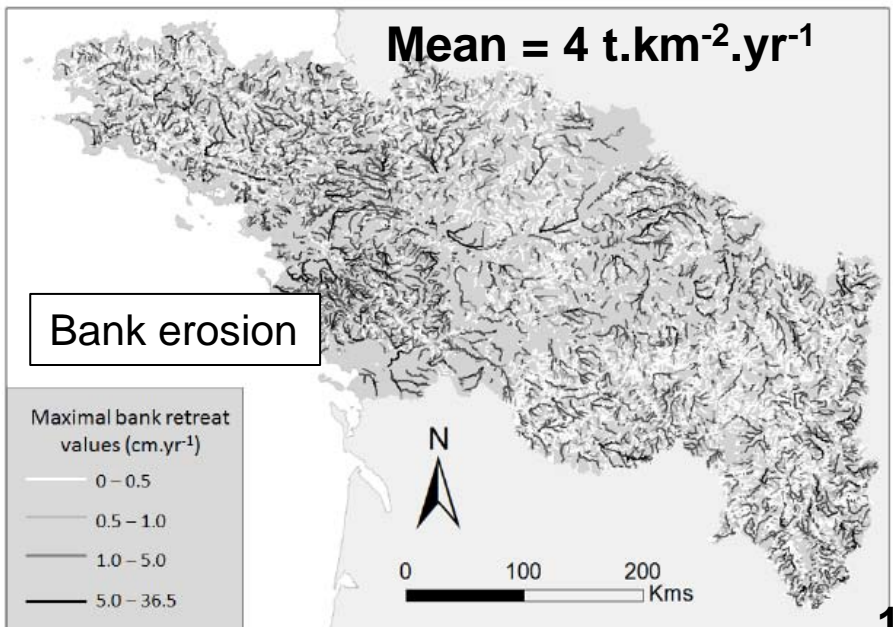 Mean = 4 t.km⁻².yr⁻¹
Bank erosion
Maximal bank retreat
values (cm.yr⁻¹)
0 – 0.5
0.5 – 1.0
1.0 – 5.0
5.0 – 36.5
N
0 100 200
Kms
1